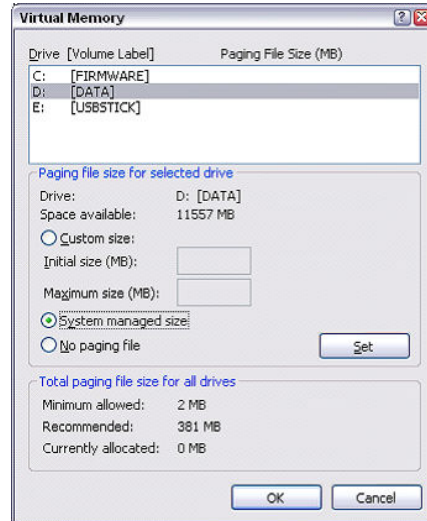 Virtual Memory
Drive [Volume Label] Paging File Size (MB)
C: [FIRMWARE]
D: [DATA]
E: [USBSTICK]
Paging file size for selected drive
Drive: D: [DATA]
Space available: 11557 MB
Custom size:
Initial size (MB):
Maximum size (MB):
System managed size
No paging file
Set
Total paging file size for all drives
Minimum allowed: 2 MB
Recommended: 381 MB
Currently allocated: 0 MB
OK Cancel